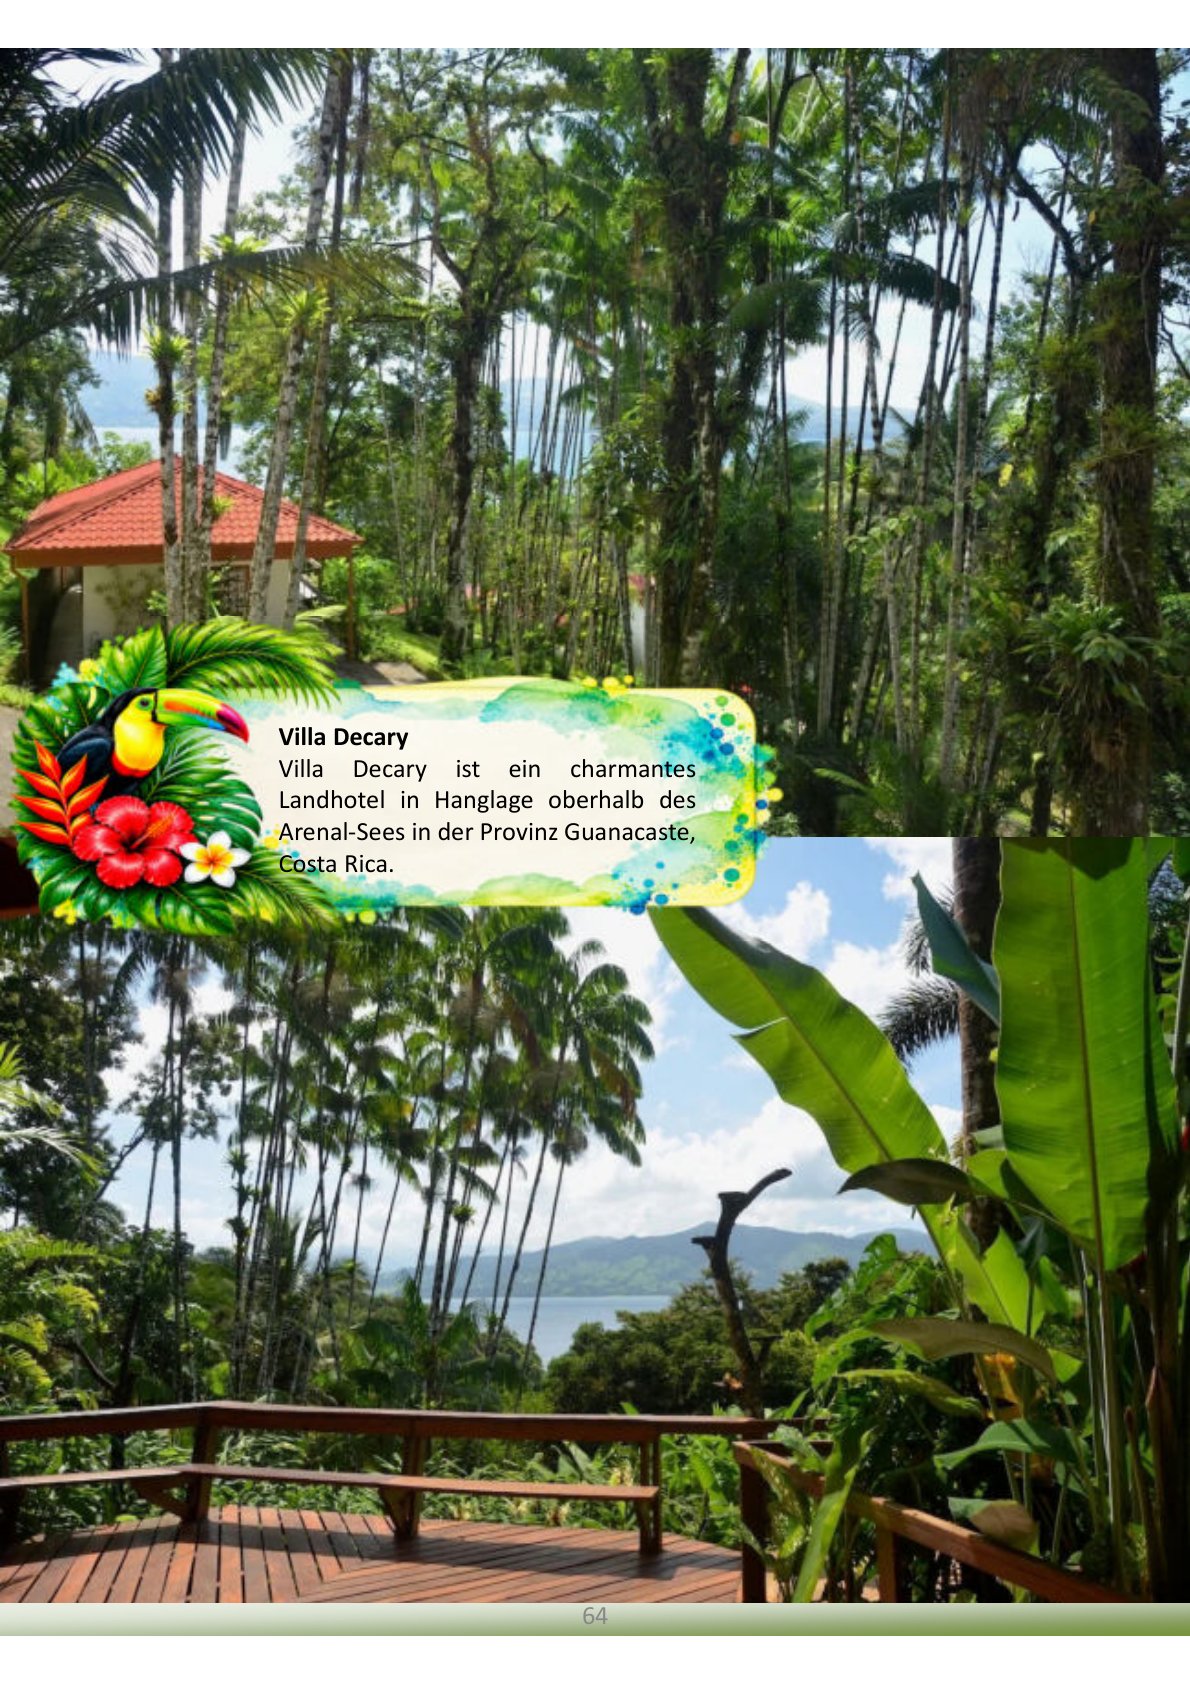 Villa Decary
Villa Decary ist ein charmantes
Landhotel in Hanglage oberhalb des
Arenal-Sees in der Provinz Guanacaste,
Costa Rica.
64